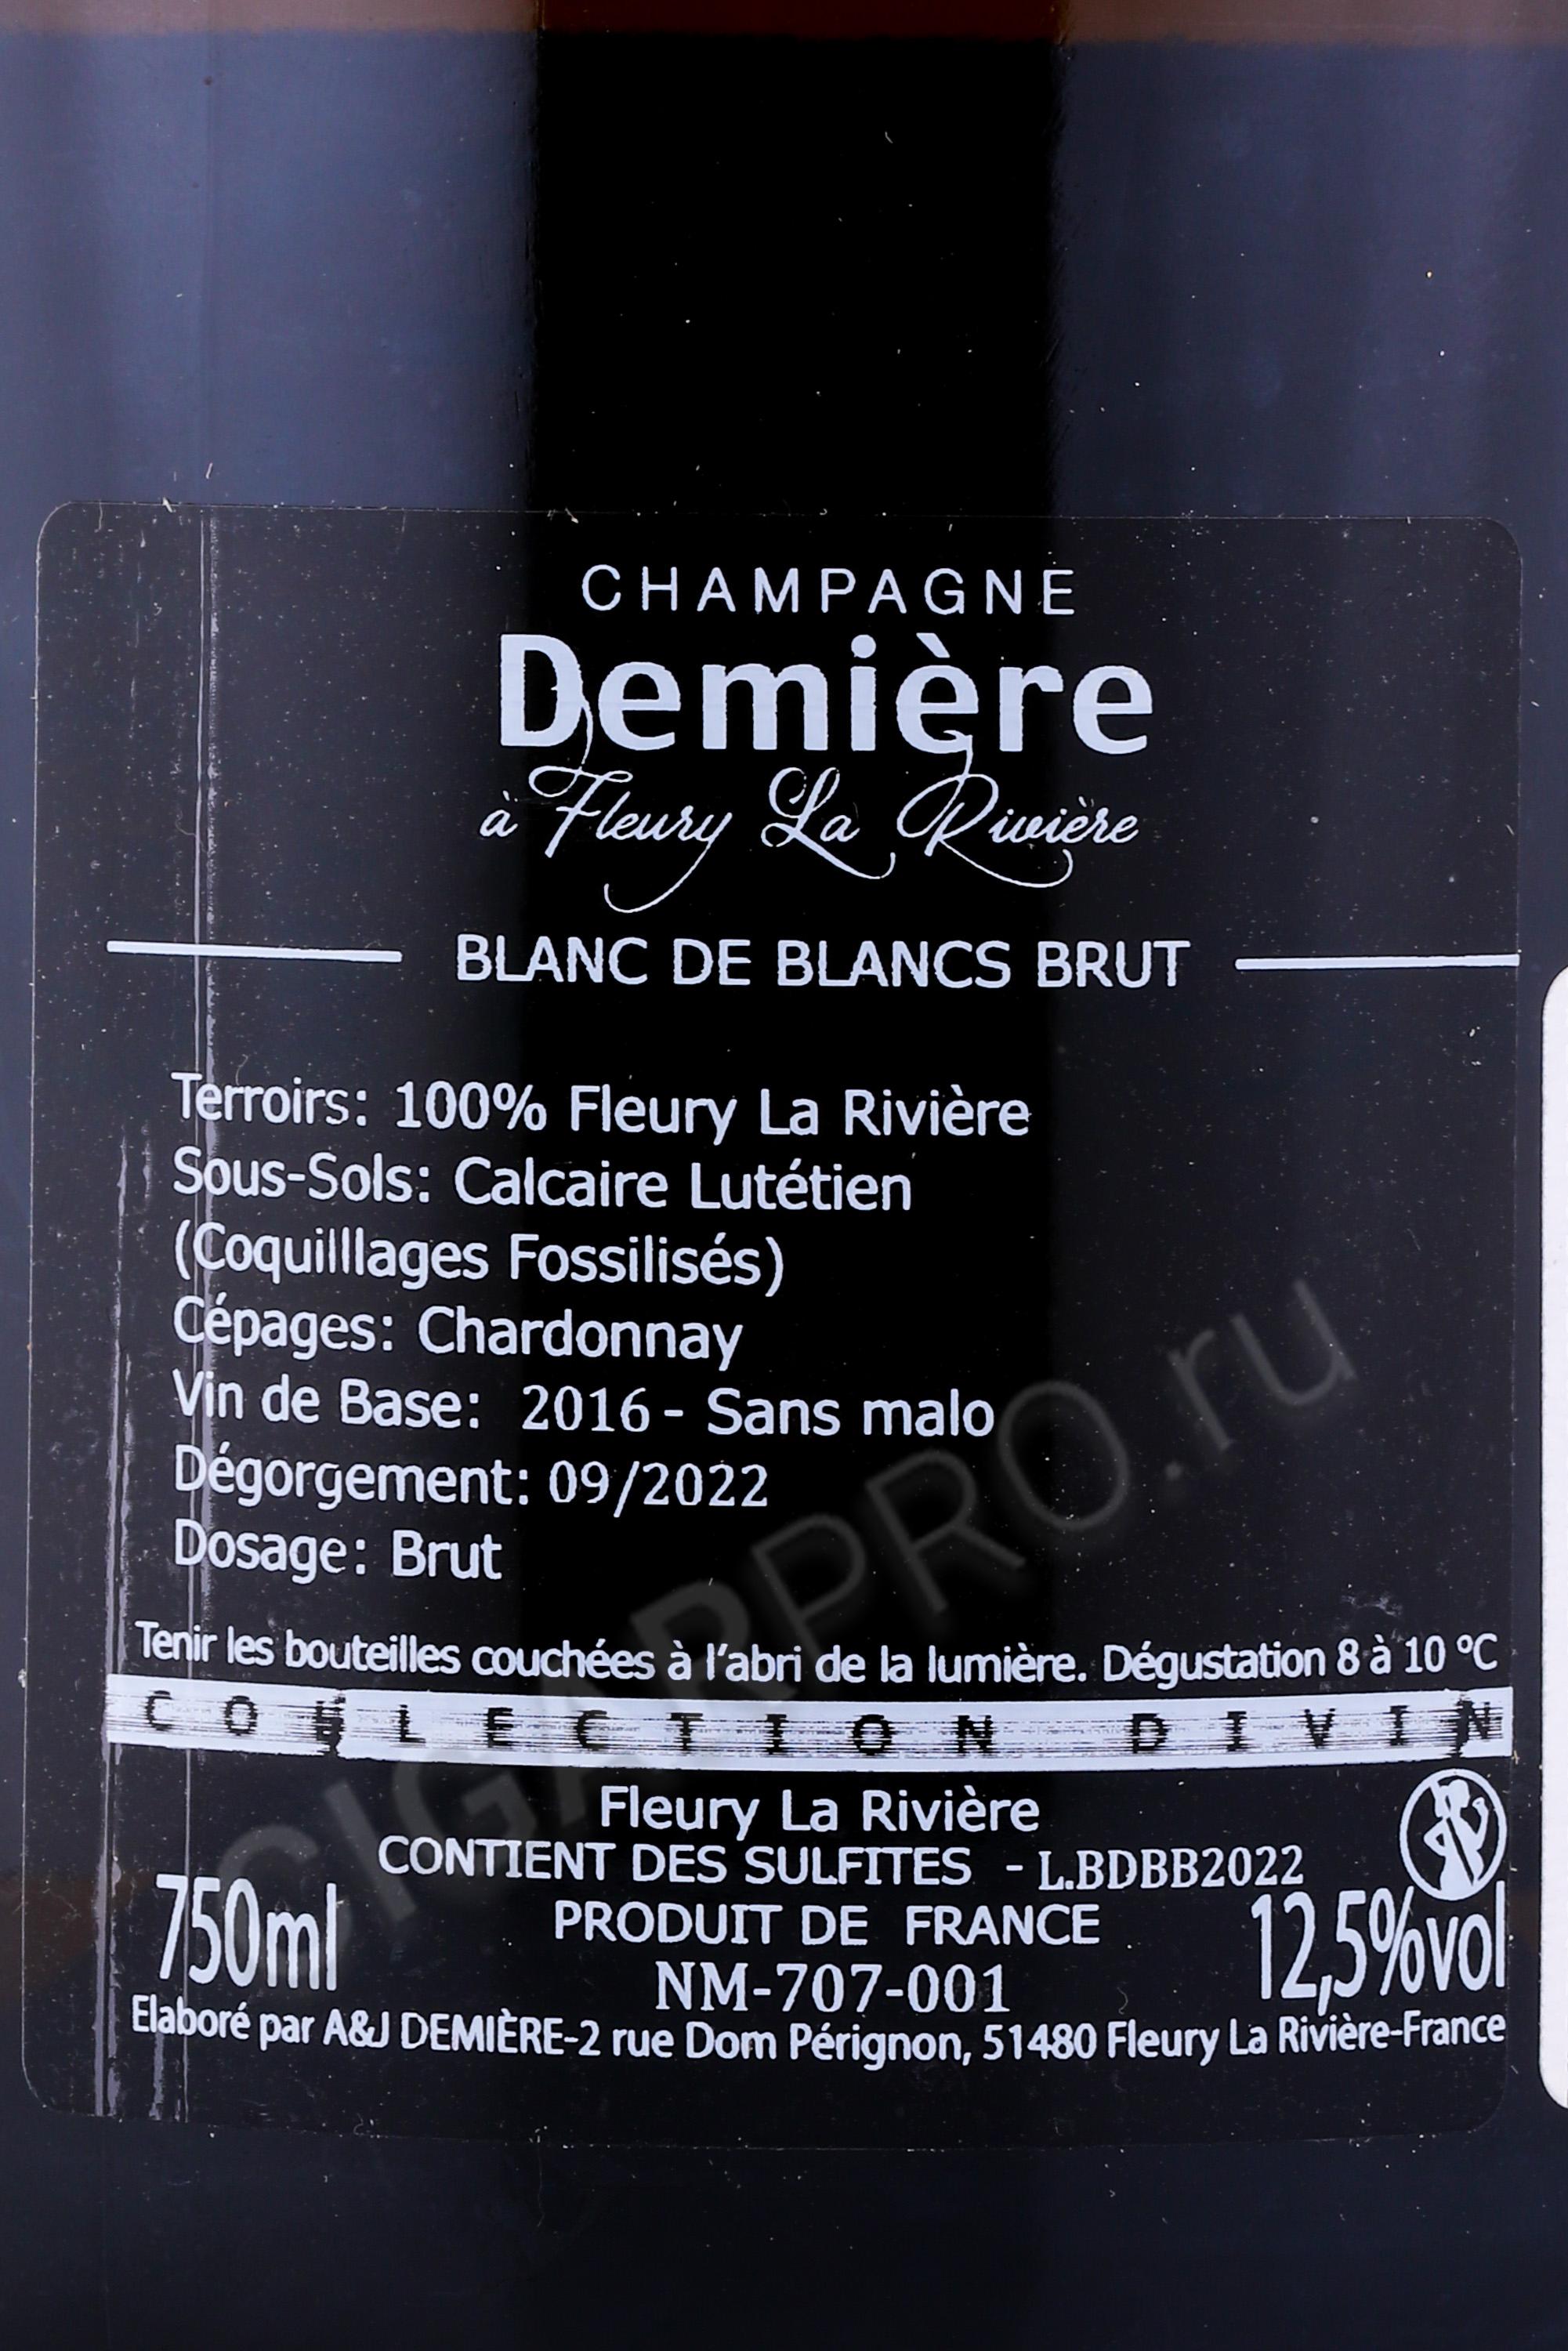 CHAMPAGNE
Demière
à Fleury La Rivière
BLANC DE BLANCS BRUT
Terroirs: 100% Fleury La Rivière
Sous-Sols: Calcaire Lutétien
(Coquilllages Fossilisés)
Cépages: Chardonnay
Vin de Base: 2016 - Sans malo
Dégorgement: 09/2022
Dosage: Brut
Tenir les bouteilles couchées à l'abri de la lumière. Dégustation 8 à 10 °C
COLLECTION DIVIN
Fleury La Rivière
CONTIENT DES SULFITES - L.BDBB2022
750ml
PRODUIT DE FRANCE
12,5%vol
NM-707-001
Elaboré par A&J DEMIÈRE-2 rue Dom Pérignon, 51480 Fleury La Rivière-France
CIGARPRO.ru